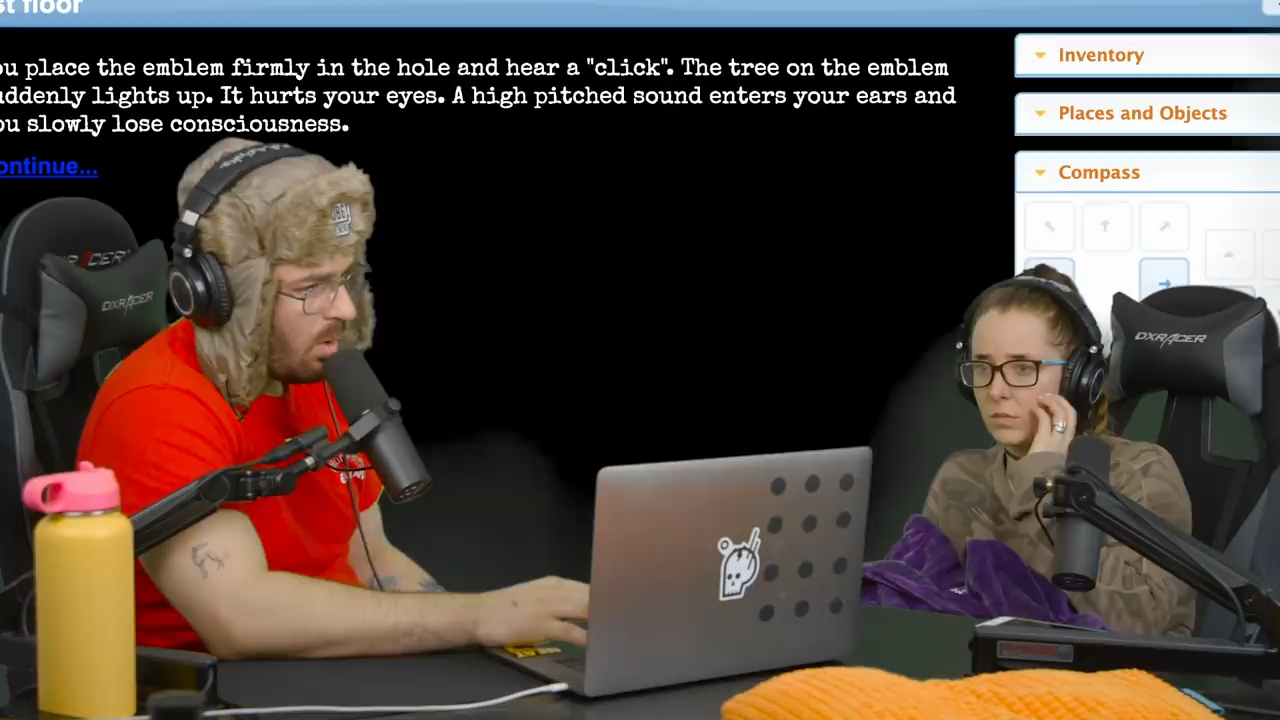 st floor
ou place the emblem firmly in the hole and hear a "click". The tree on the emblem
uddenly lights up. It hurts your eyes. A high pitched sound enters your ears and
ou slowly lose consciousness.
ontinue...
Inventory
Places and Objects
Compass
DXRACER
DXRACER